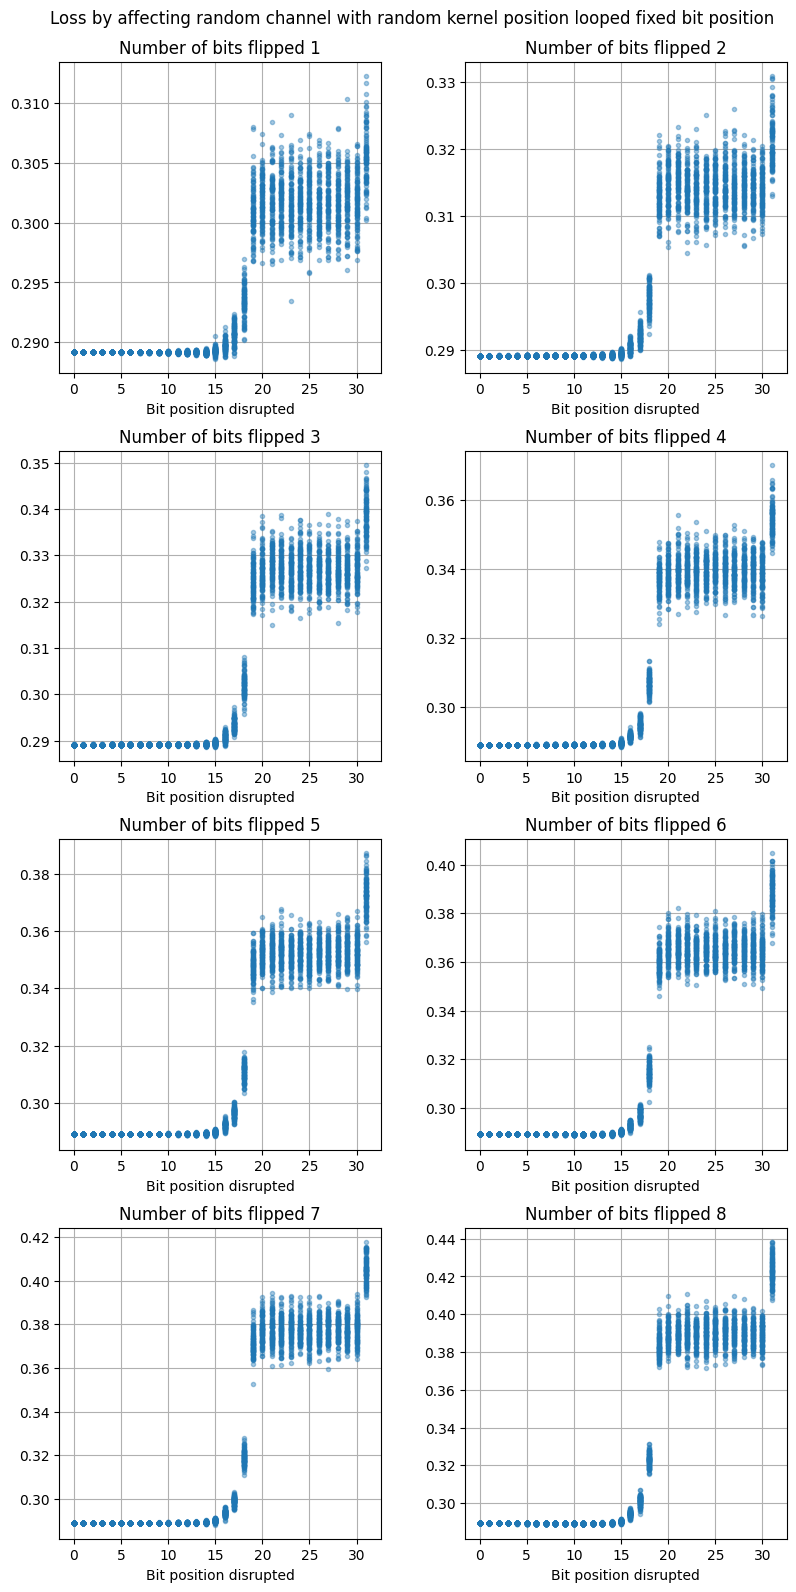 Loss by affecting random channel with random kernel position looped fixed bit position
Number of bits flipped 1
0.310
0.305
0.300
0.295
0.290
0 5 10 15 20 25 30
Bit position disrupted
Number of bits flipped 2
0.33
0.32
0.31
0.30
0.29
0 5 10 15 20 25 30
Bit position disrupted
Number of bits flipped 3
0.35
0.34
0.33
0.32
0.31
0.30
0.29
0 5 10 15 20 25 30
Bit position disrupted
Number of bits flipped 4
0.36
0.34
0.32
0.30
0 5 10 15 20 25 30
Bit position disrupted
Number of bits flipped 5
0.38
0.36
0.34
0.32
0.30
0 5 10 15 20 25 30
Bit position disrupted
Number of bits flipped 6
0.40
0.38
0.36
0.34
0.32
0.30
0 5 10 15 20 25 30
Bit position disrupted
Number of bits flipped 7
0.42
0.40
0.38
0.36
0.34
0.32
0.30
0 5 10 15 20 25 30
Bit position disrupted
Number of bits flipped 8
0.44
0.42
0.40
0.38
0.36
0.34
0.32
0.30
0 5 10 15 20 25 30
Bit position disrupted